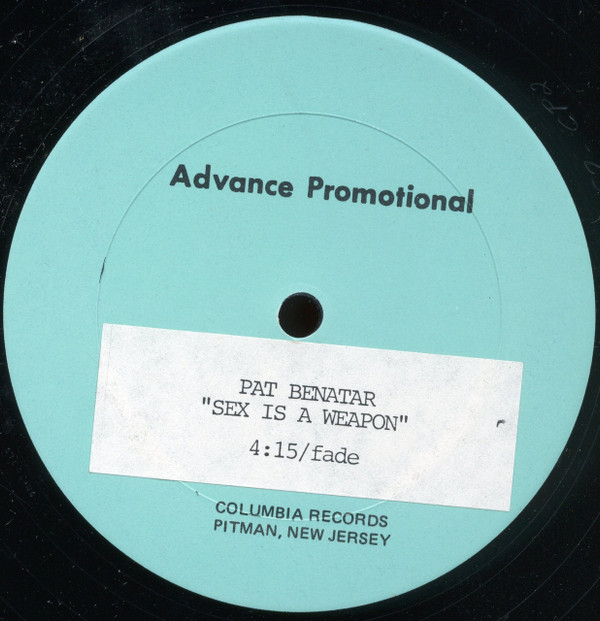 Advance Promotional
PAT BENATAR
"SEX IS A WEAPON"
4:15/fade
COLUMBIA RECORDS
PITMAN, NEW JERSEY